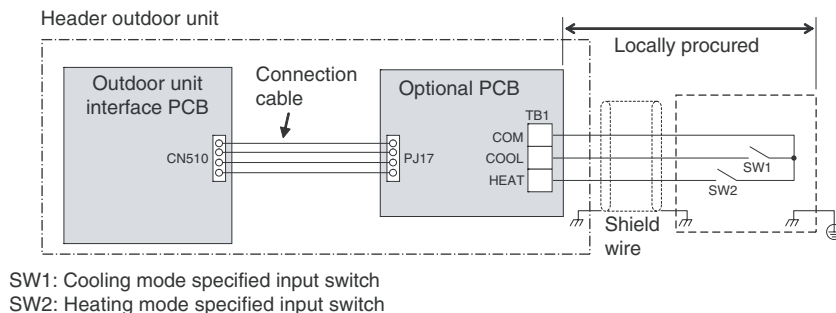 Header outdoor unit
Locally procured
Outdoor unit
interface PCB
Connection
cable
Optional PCB
TB1
COM
COOL
HEAT
CN510
PJ17
SW1
SW2
Shield
wire
SW1: Cooling mode specified input switch
SW2: Heating mode specified input switch